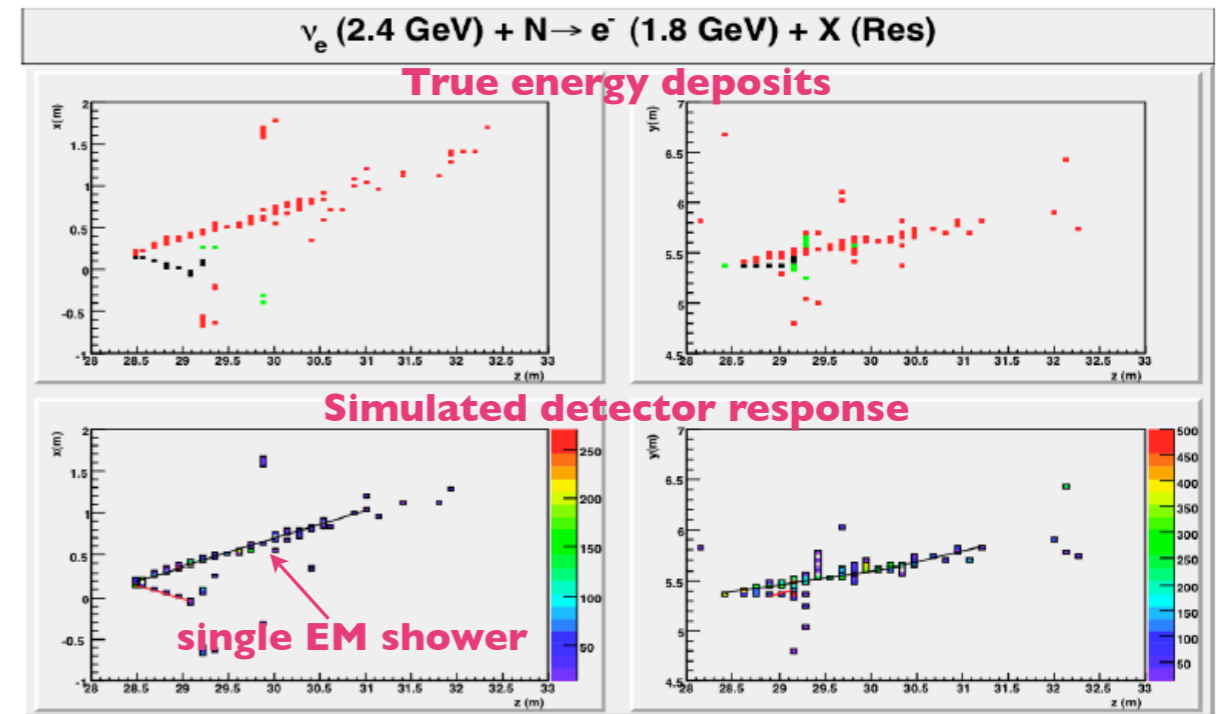 νe (2.4 GeV) + N→ e- (1.8 GeV) + X (Res)
True energy deposits
x(m)
2
1.5
1
0.5
0
-0.5
-1
28 28.5 29 29.5 30 30.5 31 31.5 32 32.5 33
z (m)
y(m)
7
6.5
6
5.5
5
4.5
28 28.5 29 29.5 30 30.5 31 31.5 32 32.5 33
z (m)
Simulated detector response
x(m)
2
1.5
1
0.5
0
-0.5
-1
28 28.5 29 29.5 30 30.5 31 31.5 32 32.5 33
z (m)
250
200
150
100
50
single EM shower
y(m)
7
6.5
6
5.5
5
4.5
28 28.5 29 29.5 30 30.5 31 31.5 32 32.5 33
z (m)
500
450
400
350
300
250
200
150
100
50